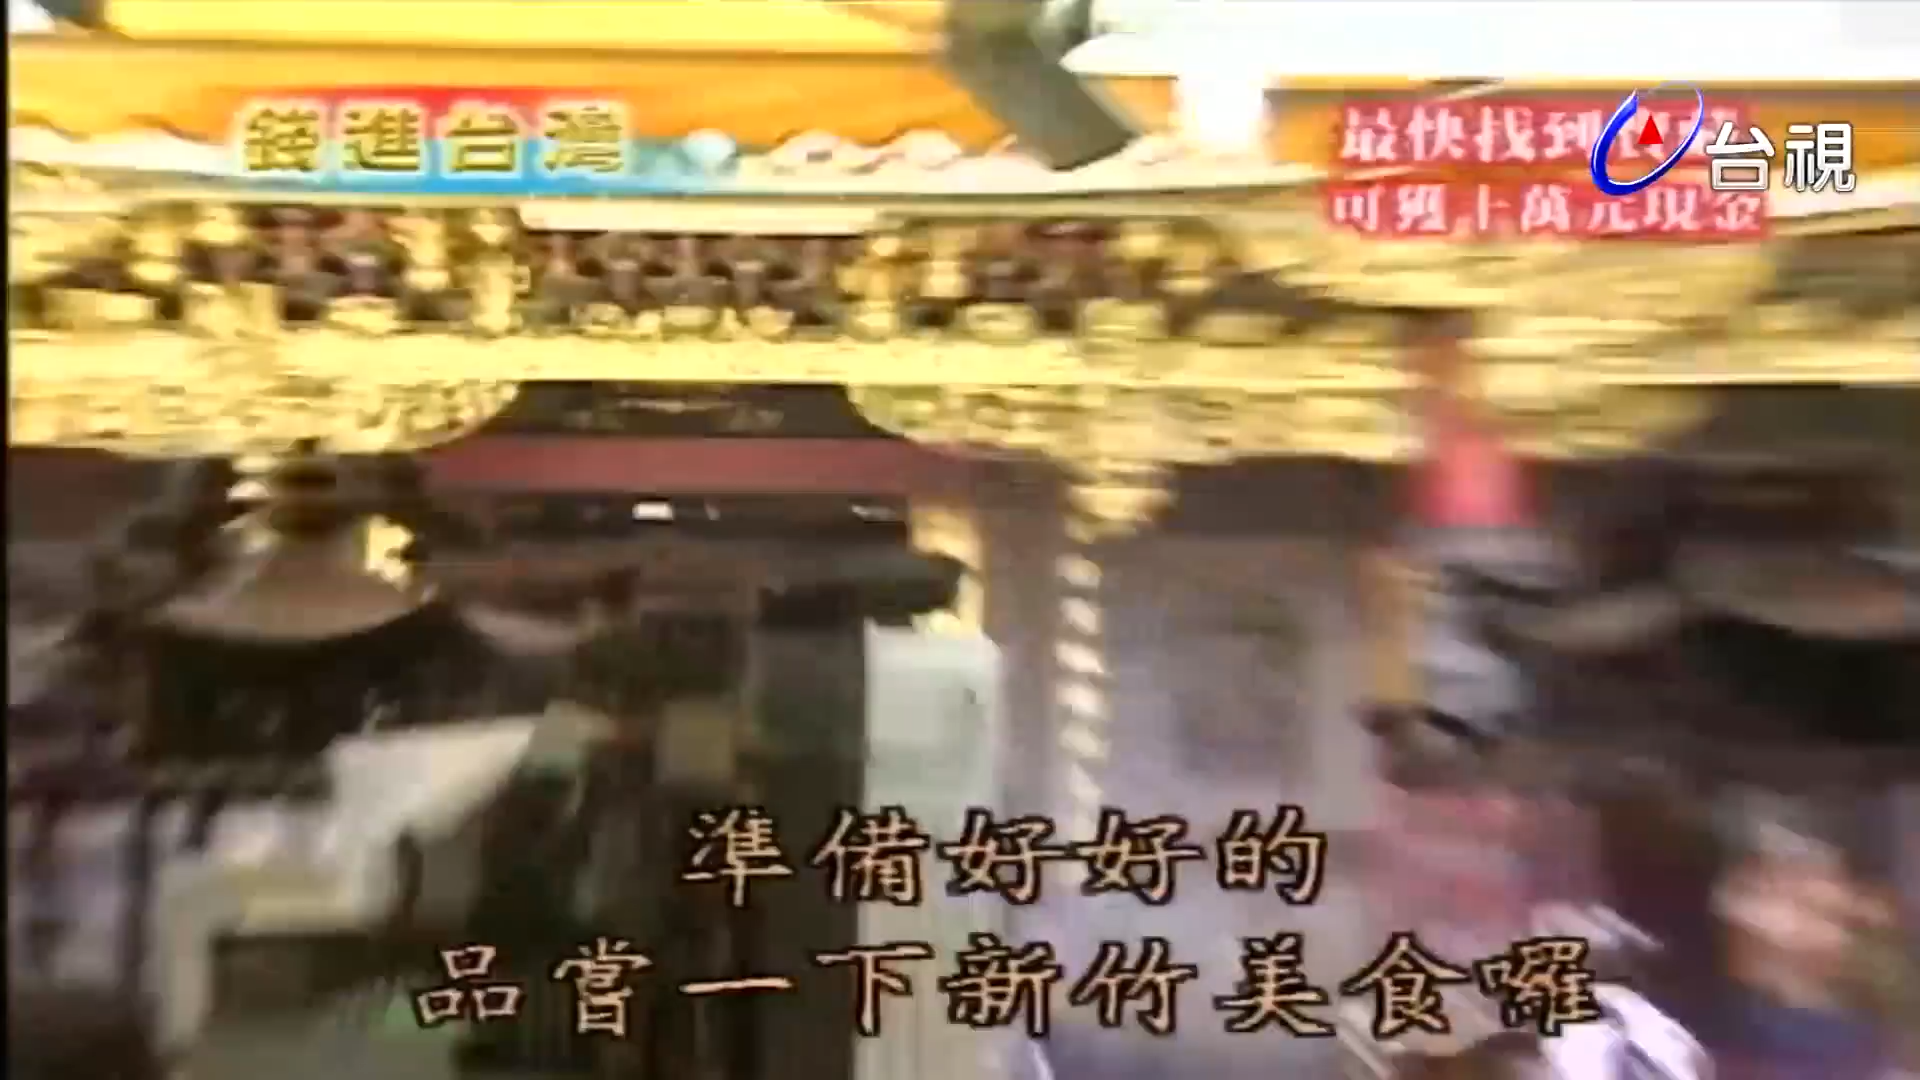 錢進台灣
最快找到
台視
可獲十萬元現金
準備好好的
品嘗一下新竹美食囉